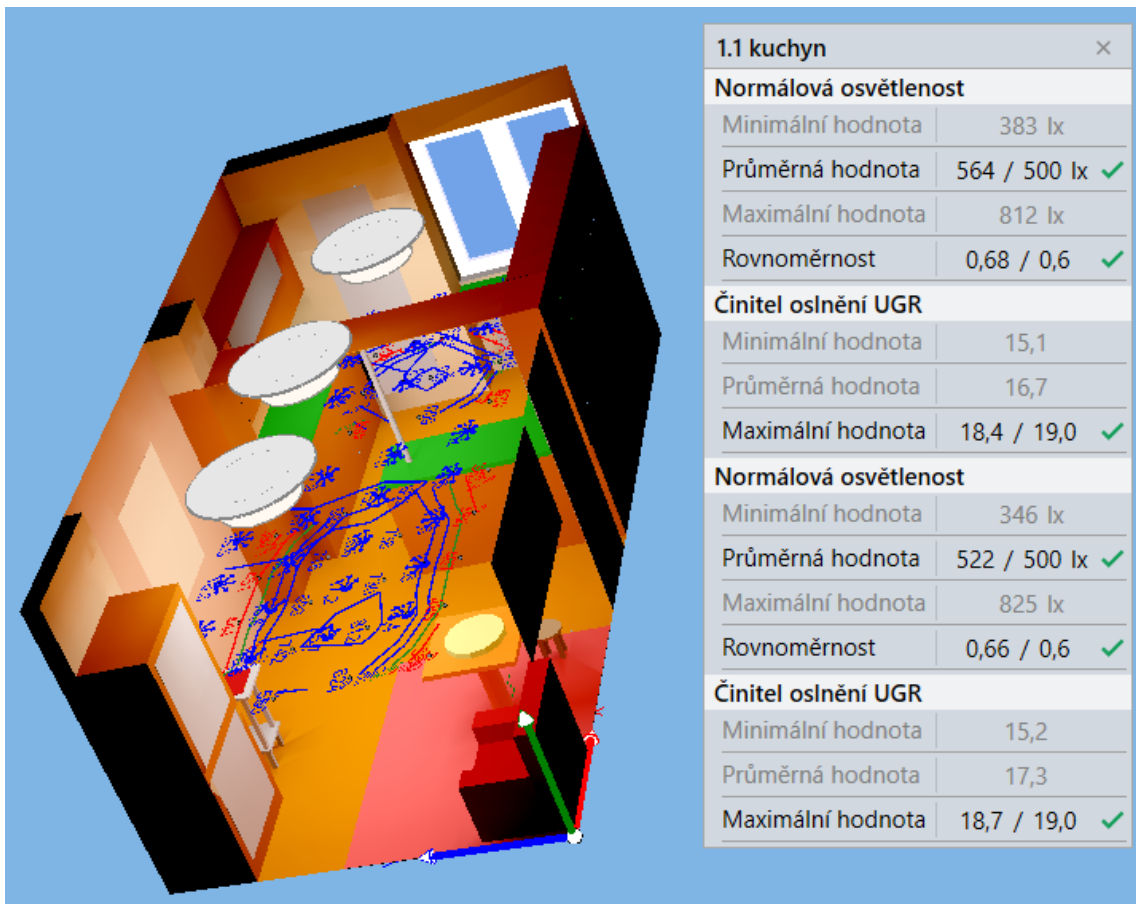 1.1 kuchyn ×
Normálová osvětlenost
Minimální hodnota 383 lx
Průměrná hodnota 564 / 500 lx ✓
Maximální hodnota 812 lx
Rovnoměrnost 0,68 / 0,6 ✓
Činitel oslnění UGR
Minimální hodnota 15,1
Průměrná hodnota 16,7
Maximální hodnota 18,4 / 19,0 ✓
Normálová osvětlenost
Minimální hodnota 346 lx
Průměrná hodnota 522 / 500 lx ✓
Maximální hodnota 825 lx
Rovnoměrnost 0,66 / 0,6 ✓
Činitel oslnění UGR
Minimální hodnota 15,2
Průměrná hodnota 17,3
Maximální hodnota 18,7 / 19,0 ✓